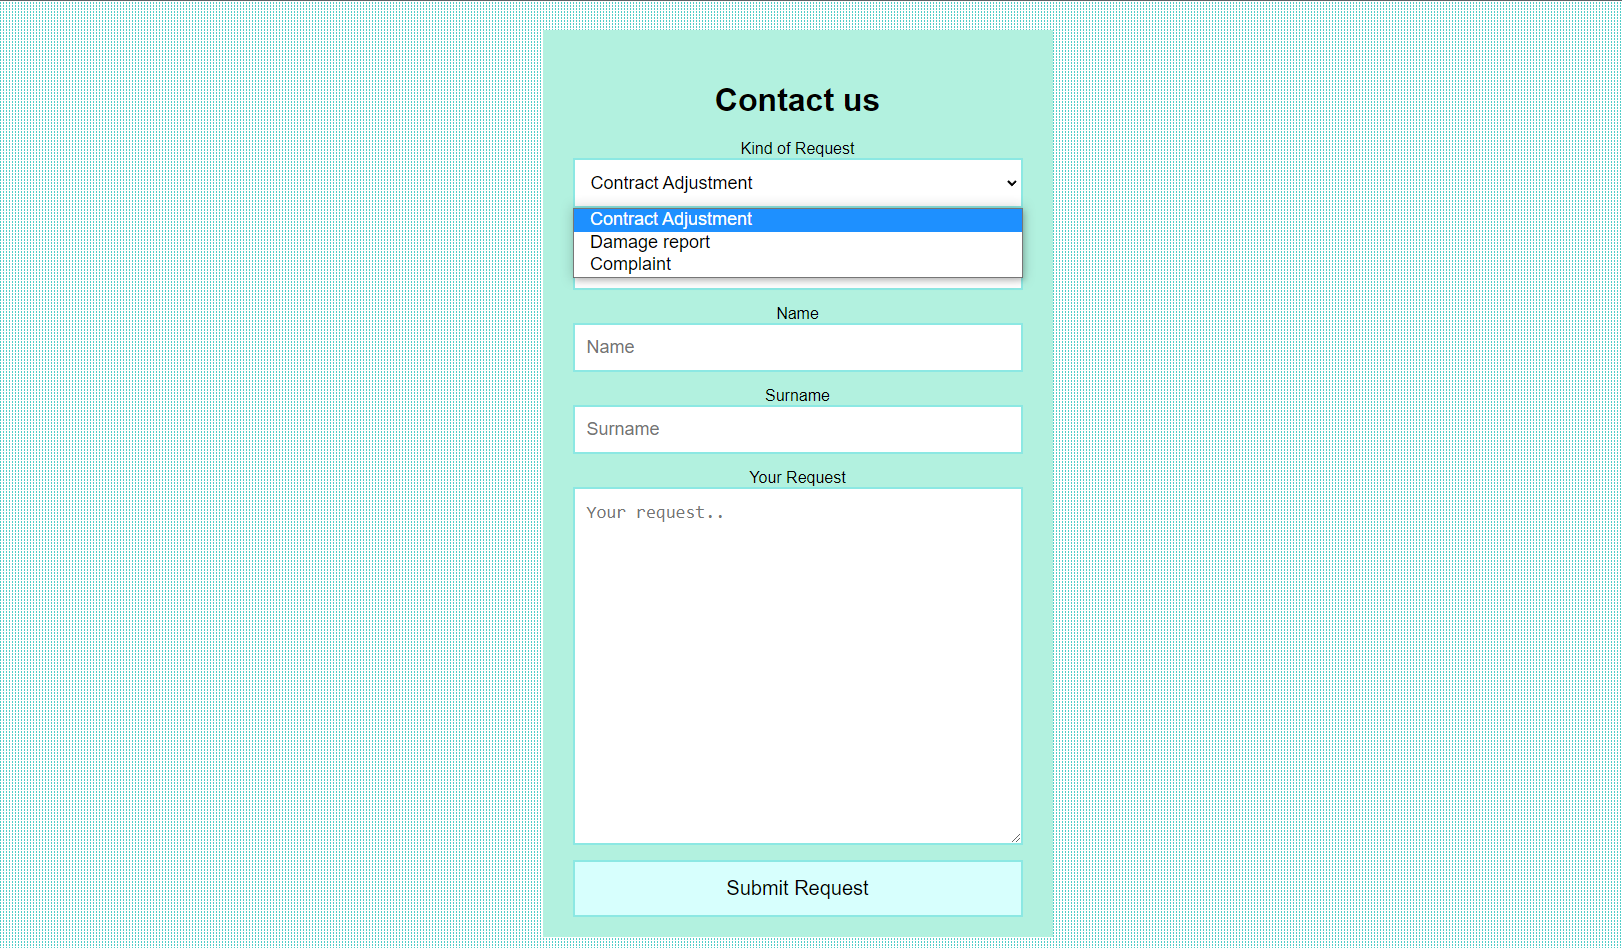 Contact us
Kind of Request
Contract Adjustment
Contract Adjustment
Damage report
Complaint
Name
Name
Surname
Surname
Your Request
Your request..
Submit Request